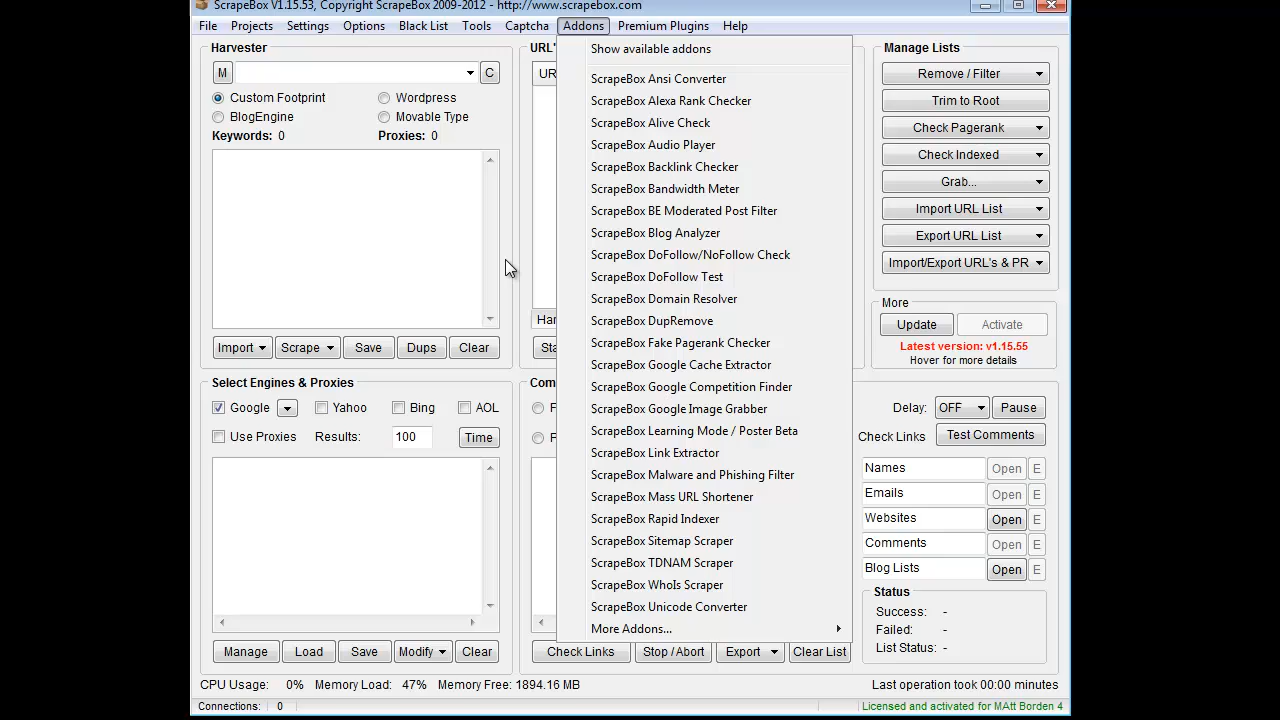 ScrapeBox V1.15.53, Copyright ScrapeBox 2009-2012 - http://www.scrapebox.com
File Projects Settings Options Black List Tools Captcha Addons Premium Plugins Help
Harvester
M C
Custom Footprint Wordpress
BlogEngine Movable Type
Keywords: 0 Proxies: 0
Import Scrape Save Dups Clear
Select Engines & Proxies
Google Yahoo Bing AOL
Use Proxies Results: 100 Time
Manage Load Save Modify Clear
URL'
UR
Har
Sta
Com
F
F
Show available addons
ScrapeBox Ansi Converter
ScrapeBox Alexa Rank Checker
ScrapeBox Alive Check
ScrapeBox Audio Player
ScrapeBox Backlink Checker
ScrapeBox Bandwidth Meter
ScrapeBox BE Moderated Post Filter
ScrapeBox Blog Analyzer
ScrapeBox DoFollow/NoFollow Check
ScrapeBox DoFollow Test
ScrapeBox Domain Resolver
ScrapeBox DupRemove
ScrapeBox Fake Pagerank Checker
ScrapeBox Google Cache Extractor
ScrapeBox Google Competition Finder
ScrapeBox Google Image Grabber
ScrapeBox Learning Mode / Poster Beta
ScrapeBox Link Extractor
ScrapeBox Malware and Phishing Filter
ScrapeBox Mass URL Shortener
ScrapeBox Rapid Indexer
ScrapeBox Sitemap Scraper
ScrapeBox TDNAM Scraper
ScrapeBox WhoIs Scraper
ScrapeBox Unicode Converter
More Addons...
Check Links Stop / Abort Export Clear List
Manage Lists
Remove / Filter
Trim to Root
Check Pagerank
Check Indexed
Grab...
Import URL List
Export URL List
Import/Export URL's & PR
More
Update Activate
Latest version: v1.15.55
Hover for more details
Delay: OFF Pause
Check Links Test Comments
Names Open E
Emails Open E
Websites Open E
Comments Open E
Blog Lists Open E
Status
Success: -
Failed: -
List Status: -
CPU Usage: 0% Memory Load: 47% Memory Free: 1894.16 MB Last operation took 00:00 minutes
Connections: 0 Licensed and activated for MAtt Borden 4